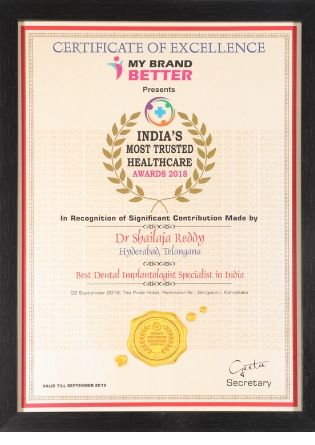 CERTIFICATE OF EXCELLENCE
MY BRAND
BETTER
Presents
INDIA'S
MOST TRUSTED
HEALTHCARE
AWARDS 2018
In Recognition of Significant Contribution Made by
Dr Shailaja Reddy
Hyderabad, Telangana
Best Dental Implantologist Specialist in India
02 September 2018, The Pride Hotel, Richmond Rd Bengaluru, Karnataka
Geeta
Secretary
VALID TILL SEPTEMBER 2019